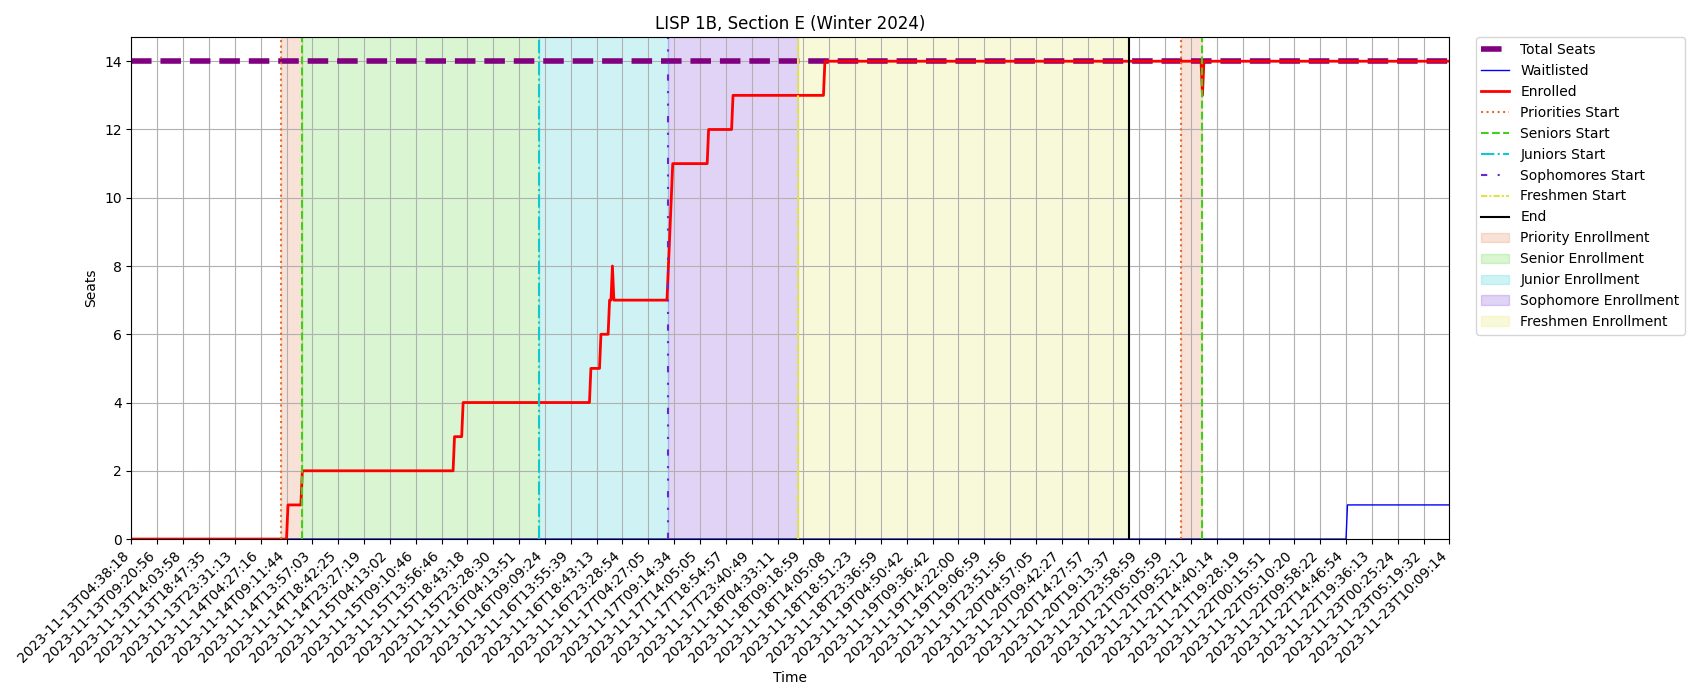 LISP 1B, Section E (Winter 2024)
Seats
14
12
10
8
6
4
2
0
2023-11-13T04:38:18
2023-11-13T09:20:56
2023-11-13T14:03:58
2023-11-13T18:47:35
2023-11-13T23:31:13
2023-11-14T04:27:16
2023-11-14T09:11:44
2023-11-14T13:57:03
2023-11-14T18:42:25
2023-11-14T23:27:19
2023-11-15T04:13:02
2023-11-15T09:10:46
2023-11-15T13:56:46
2023-11-15T18:43:18
2023-11-15T23:28:30
2023-11-16T04:13:51
2023-11-16T09:09:24
2023-11-16T13:55:39
2023-11-16T18:43:13
2023-11-16T23:28:54
2023-11-17T04:27:05
2023-11-17T09:14:34
2023-11-17T14:05:05
2023-11-17T18:54:57
2023-11-17T23:40:49
2023-11-18T04:33:11
2023-11-18T09:18:59
2023-11-18T14:05:08
2023-11-18T18:51:23
2023-11-18T23:36:59
2023-11-19T04:50:42
2023-11-19T09:36:42
2023-11-19T14:22:00
2023-11-19T19:06:59
2023-11-19T23:51:56
2023-11-20T04:57:05
2023-11-20T09:42:27
2023-11-20T14:27:57
2023-11-20T19:13:37
2023-11-20T23:58:59
2023-11-21T05:05:59
2023-11-21T09:52:12
2023-11-21T14:40:14
2023-11-21T19:28:19
2023-11-22T00:15:51
2023-11-22T05:10:20
2023-11-22T09:58:22
2023-11-22T14:46:54
2023-11-22T19:36:13
2023-11-23T00:25:24
2023-11-23T05:19:32
2023-11-23T10:09:14
Time
Total Seats
Waitlisted
Enrolled
Priorities Start
Seniors Start
Juniors Start
Sophomores Start
Freshmen Start
End
Priority Enrollment
Senior Enrollment
Junior Enrollment
Sophomore Enrollment
Freshmen Enrollment